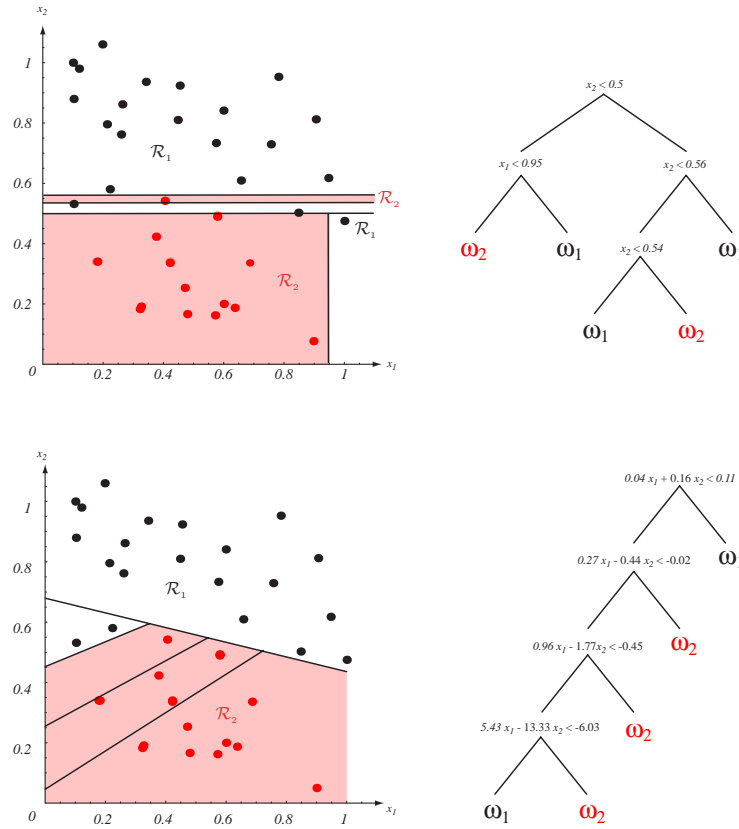 x₂
1
0.8
0.6
0.4
0.2
0
0.2
0.4
0.6
0.8
1
x₁
R₁
R₂
R₁
R₂
x₂ < 0.5
x₁ < 0.95
x₂ < 0.56
ω₂
ω₁
x₂ < 0.54
ω₁
ω₂
x₂
1
0.8
0.6
0.4
0.2
0
0.2
0.4
0.6
0.8
1
x₁
R₁
R₂
0.04 x₁ + 0.16 x₂ < 0.11
0.27 x₁ - 0.44 x₂ < -0.02
ω₂
0.96 x₁ - 1.77x₂ < -0.45
ω₂
5.43 x₁ - 13.33 x₂ < -6.03
ω₁
ω₂